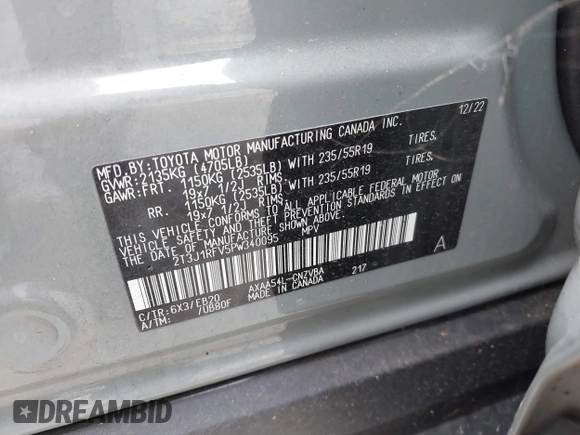 12/22
MFD.BY:TOYOTA MOTOR MANUFACTURING CANADA INC.
GVWR:2135KG (4705LB)
GAWR:FRT. 1150KG (2535LB) WITH 235/55R19 TIRES,
19x7 1/2J RIMS.
RR. 1150KG (2535LB) WITH 235/55R19 TIRES,
19x7 1/2J RIMS.
THIS VEHICLE CONFORMS TO ALL APPLICABLE FEDERAL MOTOR
VEHICLE SAFETY AND THEFT PREVENTION STANDARDS IN EFFECT ON
THE DATE OF MANUFACTURE SHOWN ABOVE.
2T3J1RFV5PW340095 MPV
A
C/TR:6X3/EB20 AXAA54L-CNZVBA 217
A/TM: /UB80F MADE IN CANADA
DREAMBID